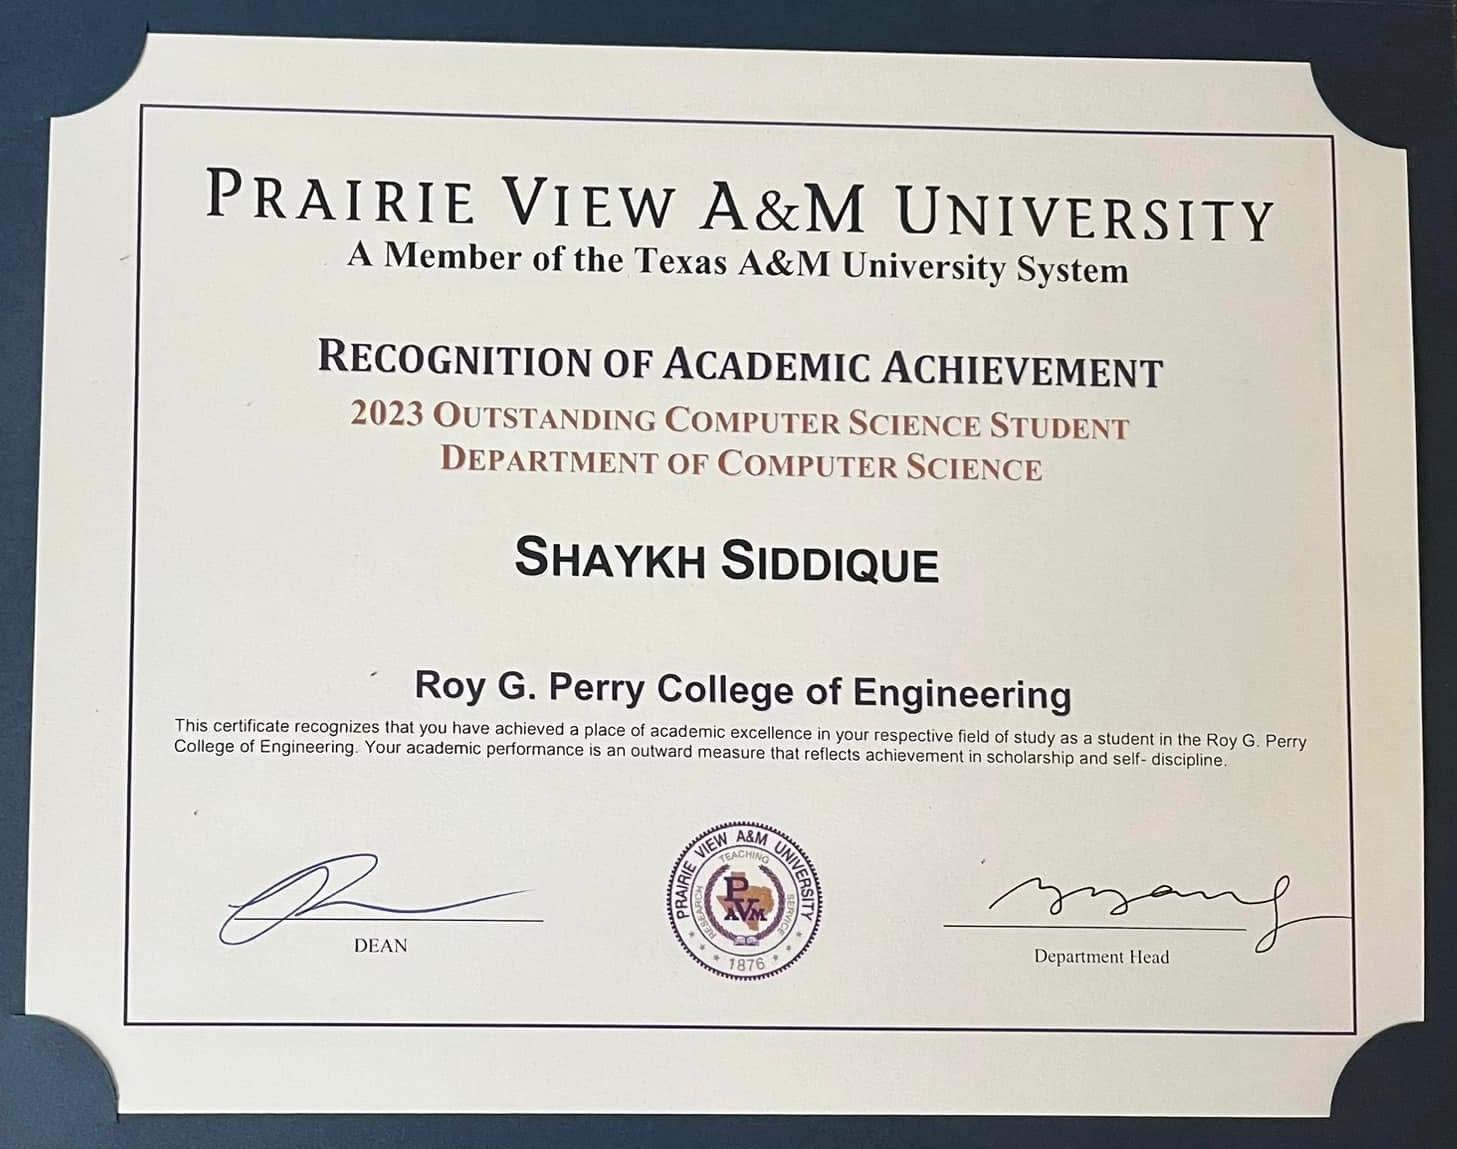 PRAIRIE VIEW A&M UNIVERSITY
A Member of the Texas A&M University System
RECOGNITION OF ACADEMIC ACHIEVEMENT
2023 OUTSTANDING COMPUTER SCIENCE STUDENT
DEPARTMENT OF COMPUTER SCIENCE
SHAYKH SIDDIQUE
Roy G. Perry College of Engineering
This certificate recognizes that you have achieved a place of academic excellence in your respective field of study as a student in the Roy G. Perry
College of Engineering. Your academic performance is an outward measure that reflects achievement in scholarship and self- discipline.
PRAIRIE VIEW A&M UNIVERSITY
TEACHING
RESEARCH
SERVICE
P
AVM
1876
DEAN
Department Head